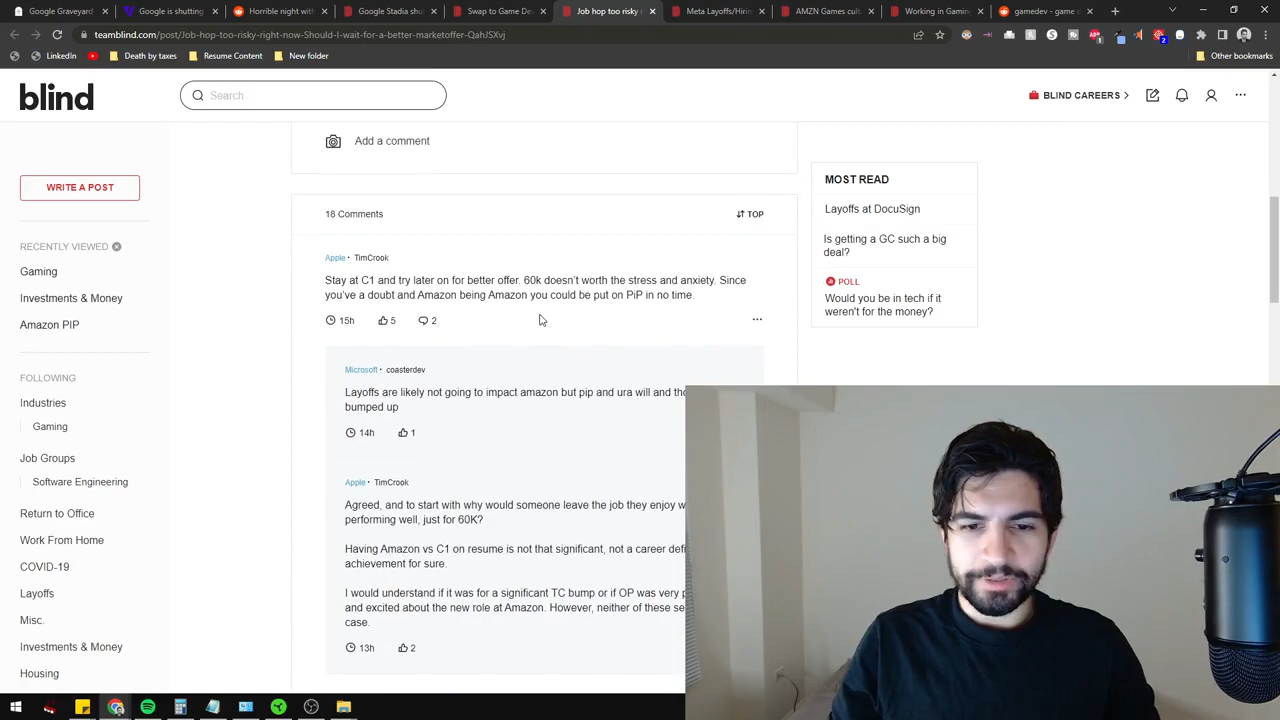 Google Graveyard
Google is shutting
Horrible night with
Google Stadia shu
Swap to Game De
Job hop too risky r
Meta Layoffs/Hirin
AMZN Games cult
Working in Gamin
gamedev - game
teamblind.com/post/Job-hop-too-risky-right-now-Should-I-wait-for-a-better-marketoffer-QahJSXvj
LinkedIn
Death by taxes
Resume Content
New folder
Other bookmarks
blind
Search
BLIND CAREERS
WRITE A POST
RECENTLY VIEWED
Gaming
Investments & Money
Amazon PIP
FOLLOWING
Industries
Gaming
Job Groups
Software Engineering
Return to Office
Work From Home
COVID-19
Layoffs
Misc.
Investments & Money
Housing
Add a comment
18 Comments
TOP
Apple · TimCrook
Stay at C1 and try later on for better offer. 60k doesn't worth the stress and anxiety. Since
you've a doubt and Amazon being Amazon you could be put on PiP in no time.
15h 5 2
Microsoft · coasterdev
Layoffs are likely not going to impact amazon but pip and ura will and tho
bumped up
14h 1
Apple · TimCrook
Agreed, and to start with why would someone leave the job they enjoy w
performing well, just for 60K?
Having Amazon vs C1 on resume is not that significant, not a career defi
achievement for sure.
I would understand if it was for a significant TC bump or if OP was very p
and excited about the new role at Amazon. However, neither of these se
case.
13h 2
MOST READ
Layoffs at DocuSign
Is getting a GC such a big
deal?
POLL
Would you be in tech if it
weren't for the money?